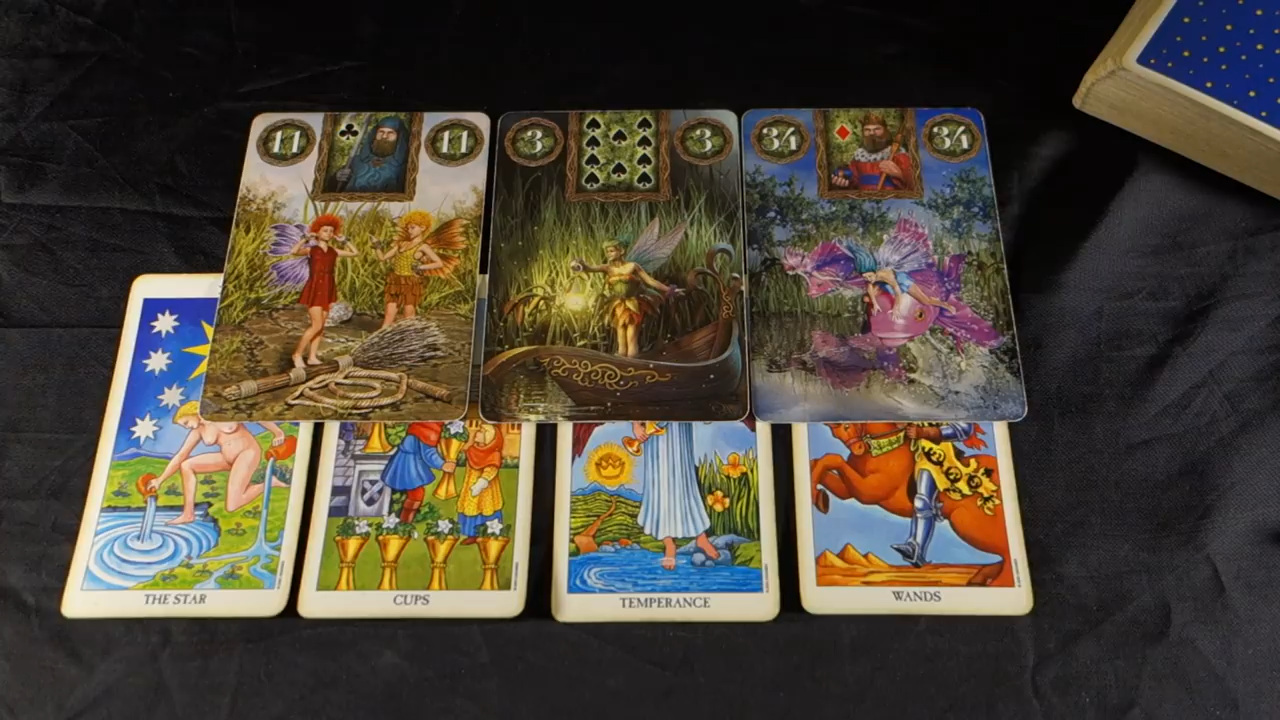 11 11
3 3
34 34
THE STAR
CUPS
TEMPERANCE
WANDS